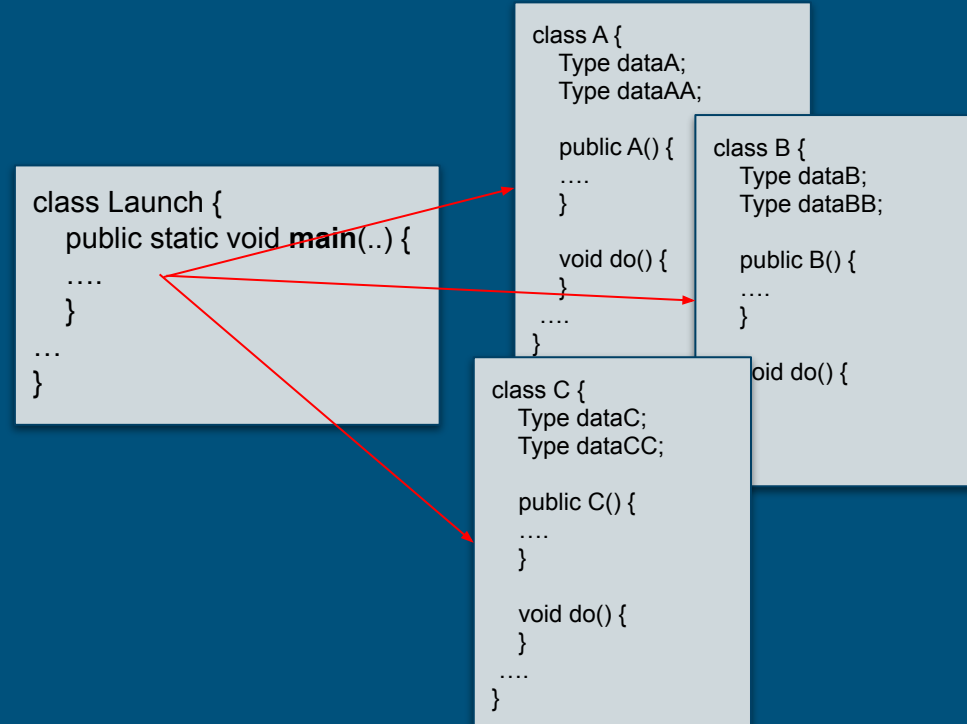 class Launch {
public static void main(..) {
….
}
…
}
class A {
Type dataA;
Type dataAA;
public A() {
….
}
void do() {
}
….
}
class B {
Type dataB;
Type dataBB;
public B() {
….
}
oid do() {
class C {
Type dataC;
Type dataCC;
public C() {
….
}
void do() {
}
….
}